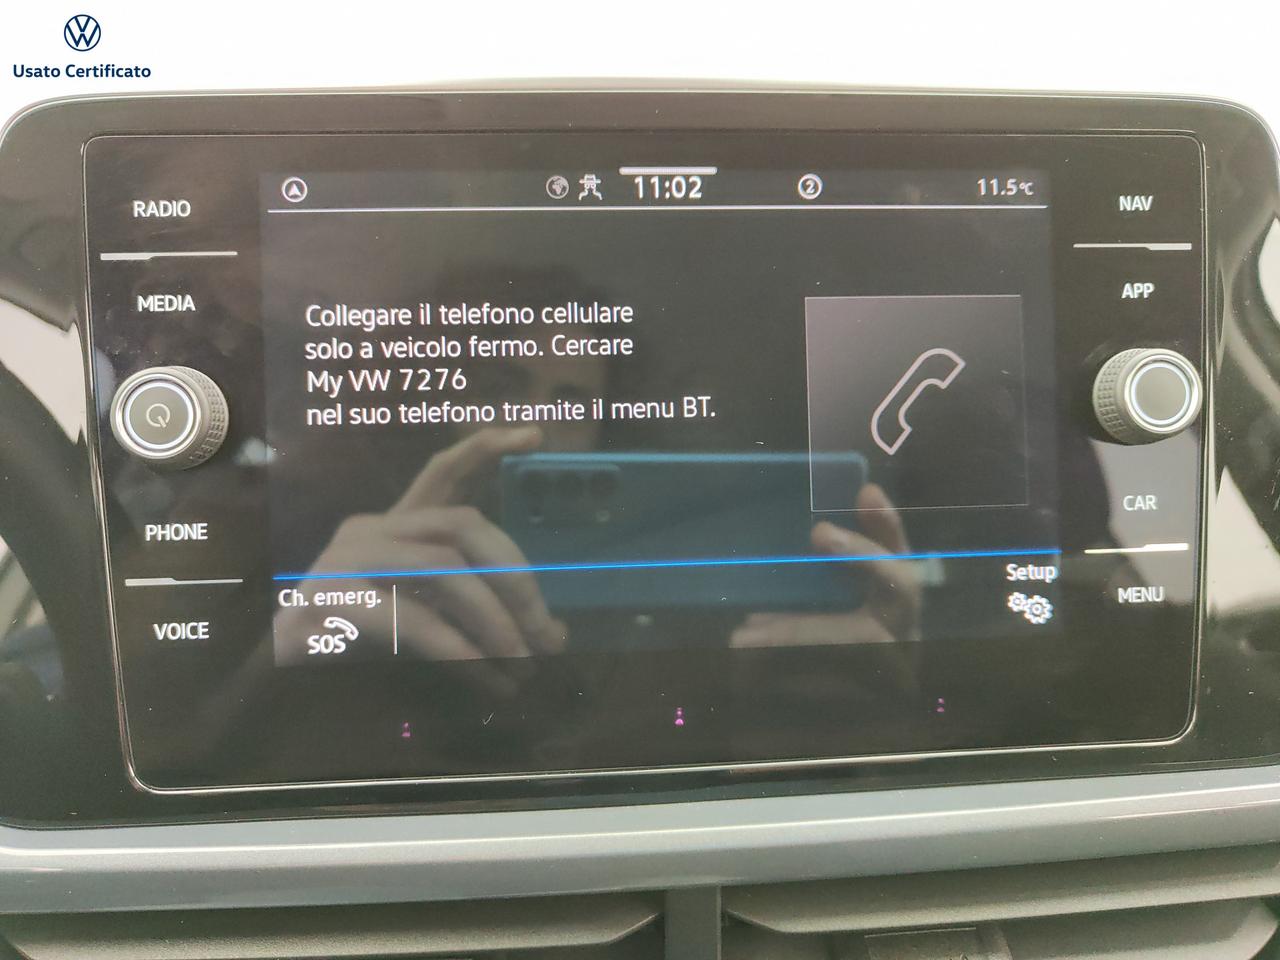 Usato Certificato
RADIO
MEDIA
PHONE
VOICE
11:02
2
11.5°C
Collegare il telefono cellulare
solo a veicolo fermo. Cercare
My VW 7276
nel suo telefono tramite il menu BT.
Ch. emerg.
SOS
Setup
NAV
APP
CAR
MENU